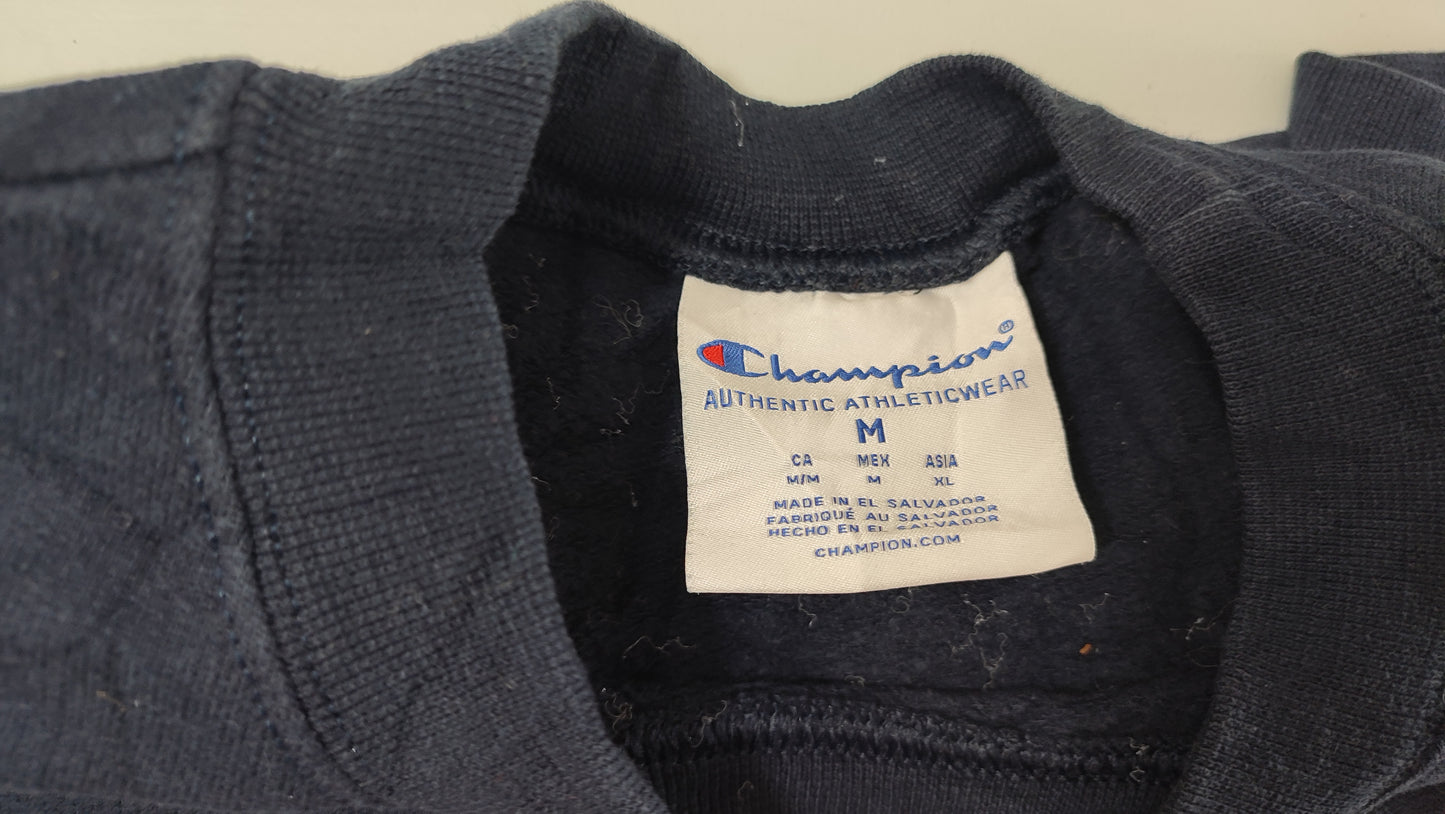 Champion®
AUTHENTIC ATHLETICWEAR
M
CA MEX ASIA
M/M M XL
MADE IN EL SALVADOR
FABRIQUÉ AU SALVADOR
HECHO EN EL SALVADOR
CHAMPION.COM